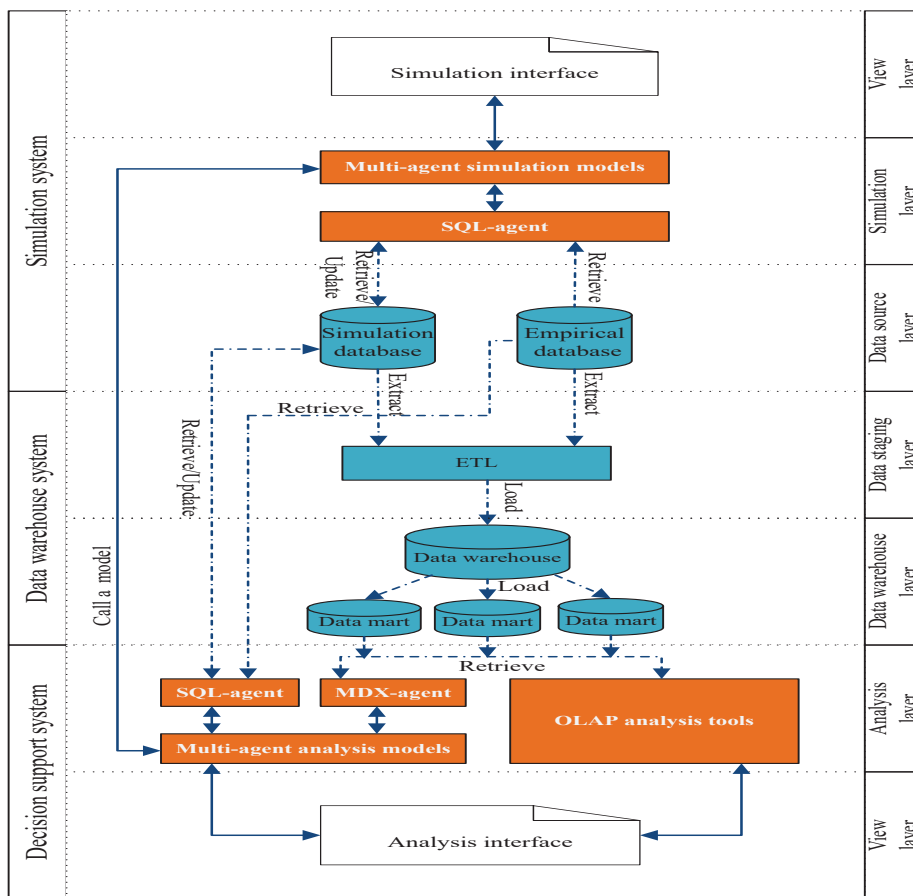 Simulation system
Data warehouse system
Decision support system
Simulation interface
Multi-agent simulation models
SQL-agent
Retrieve/
Update
Retrieve
Simulation
database
Empirical
database
Extract
Extract
Retrieve
Retrieve/Update
Call a model
ETL
Load
Data warehouse
Load
Data mart
Data mart
Data mart
Retrieve
SQL-agent
MDX-agent
OLAP analysis tools
Multi-agent analysis models
Analysis interface
View
layer
Simulation
layer
Data source
layer
Data staging
layer
Data warehouse
layer
Analysis
layer
View
layer